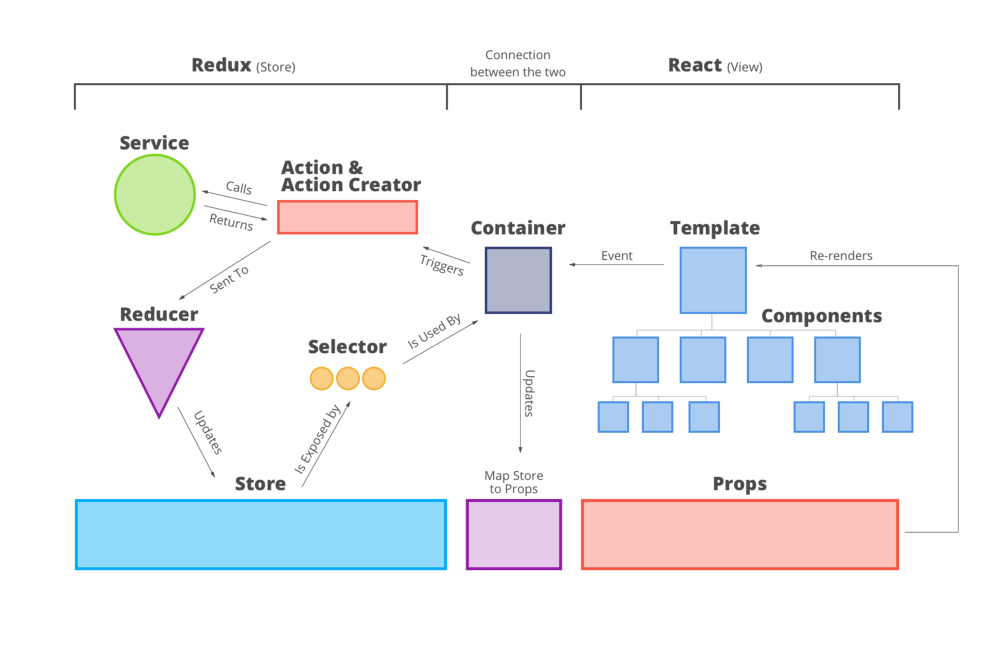 Redux (Store)
Connection
between the two
React (View)
Service
Action &
Action Creator
Calls
Returns
Container
Template
Triggers
Event
Re-renders
Sent To
Reducer
Components
Selector
Is Used By
Updates
Is Exposed by
Updates
Store
Map Store
to Props
Props